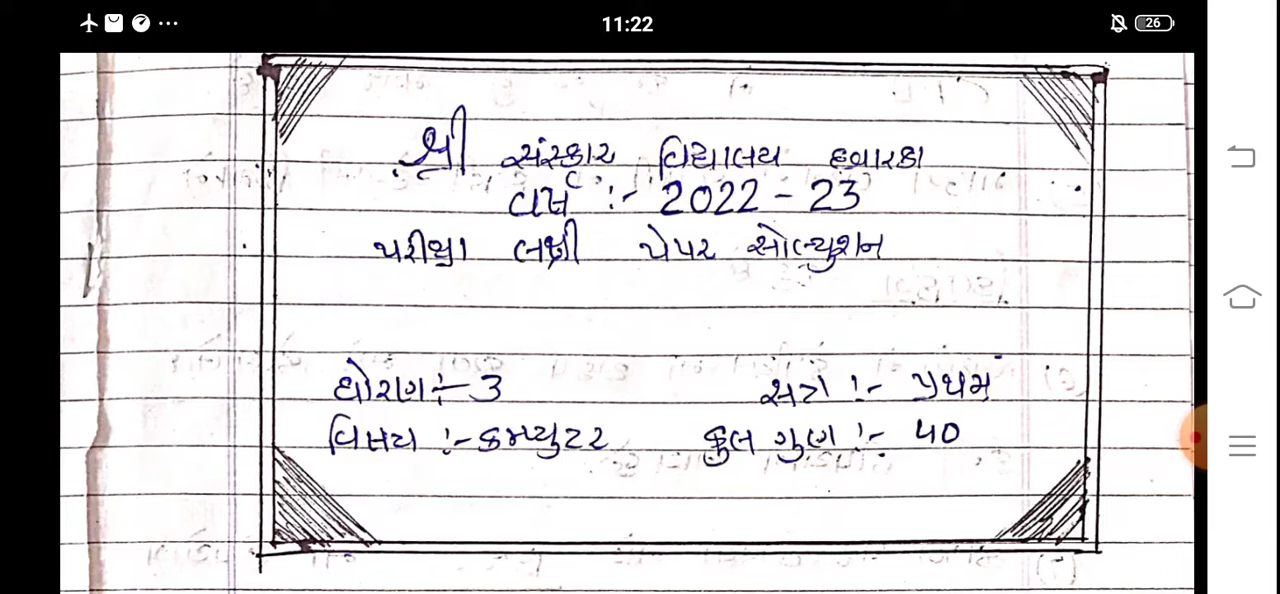 11:22
26
શ્રી સંસ્કાર વિદ્યાલય દ્વારકા
વર્ષ :- 2022 - 23
પરીક્ષા લક્ષી પેપર સોલ્યુશન
ધોરણ :- 3 સત્ર :- પ્રથમ
વિષય :- કમ્પ્યુટર કુલ ગુણ :- ૫૦